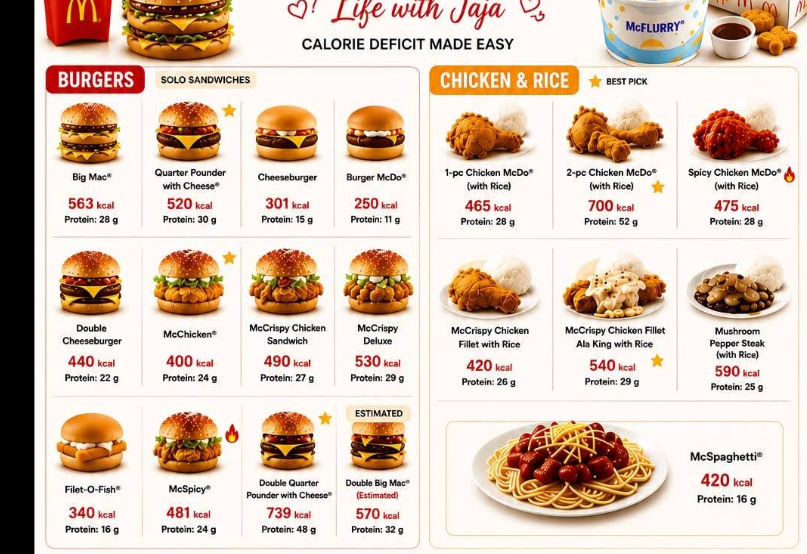 Life with Jaja
CALORIE DEFICIT MADE EASY
McFLURRY®
BURGERS
SOLO SANDWICHES
Big Mac®
563 kcal
Protein: 28 g
Quarter Pounder
with Cheese®
520 kcal
Protein: 30 g
Cheeseburger
301 kcal
Protein: 15 g
Burger McDo®
250 kcal
Protein: 11 g
Double
Cheeseburger
440 kcal
Protein: 22 g
McChicken®
400 kcal
Protein: 24 g
McCrispy Chicken
Sandwich
490 kcal
Protein: 27 g
McCrispy
Deluxe
530 kcal
Protein: 29 g
Filet-O-Fish®
340 kcal
Protein: 16 g
McSpicy®
481 kcal
Protein: 24 g
Double Quarter
Pounder with Cheese®
739 kcal
Protein: 48 g
ESTIMATED
Double Big Mac®
(Estimated)
570 kcal
Protein: 32 g
CHICKEN & RICE
BEST PICK
1-pc Chicken McDo®
(with Rice)
465 kcal
Protein: 28 g
2-pc Chicken McDo®
(with Rice)
700 kcal
Protein: 52 g
Spicy Chicken McDo®
(with Rice)
475 kcal
Protein: 28 g
McCrispy Chicken
Fillet with Rice
420 kcal
Protein: 26 g
McCrispy Chicken Fillet
Ala King with Rice
540 kcal
Protein: 29 g
Mushroom
Pepper Steak
(with Rice)
590 kcal
Protein: 25 g
McSpaghetti®
420 kcal
Protein: 16 g